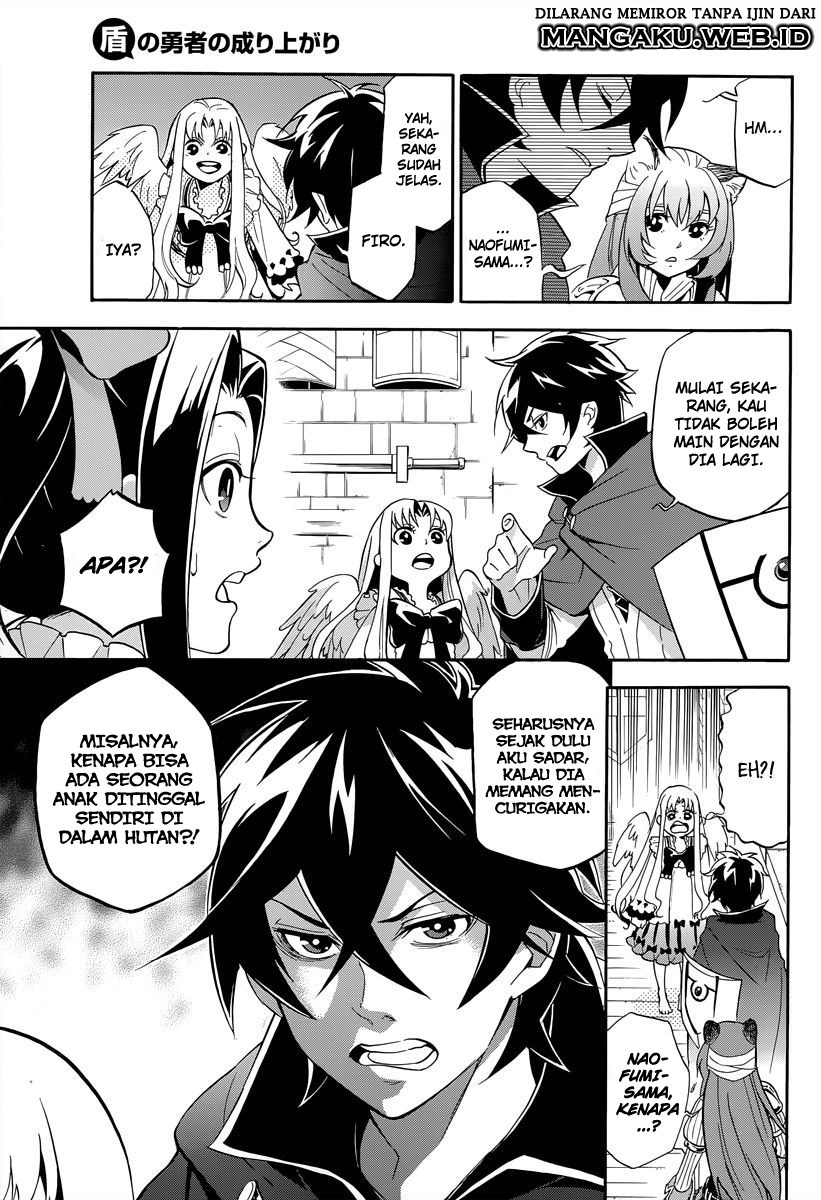 盾の勇者の成り上がり
DILARANG MEMIROR TANPA IJIN DARI
MANGAKU.WEB.ID
HM...
...
NAOFUMI-
SAMA...?
YAH,
SEKA-
RANG
SUDAH
JELAS.
FIRO.
IYA?
MULAI SEKA-
RANG, KAU
TIDAK BOLEH
MAIN DENGAN
DIA LAGI.
APA?!
EH?!
NAO-
FUMI-
SAMA,
KENAPA
...?
SEHARUSNYA
SEJAK DULU
AKU SADAR,
KALAU DIA
MEMANG MEN-
CURIGAKAN.
MISALNYA,
KENAPA BISA
ADA SEORANG
ANAK DITINGGAL
SENDIRI DI
DALAM HUTAN?!